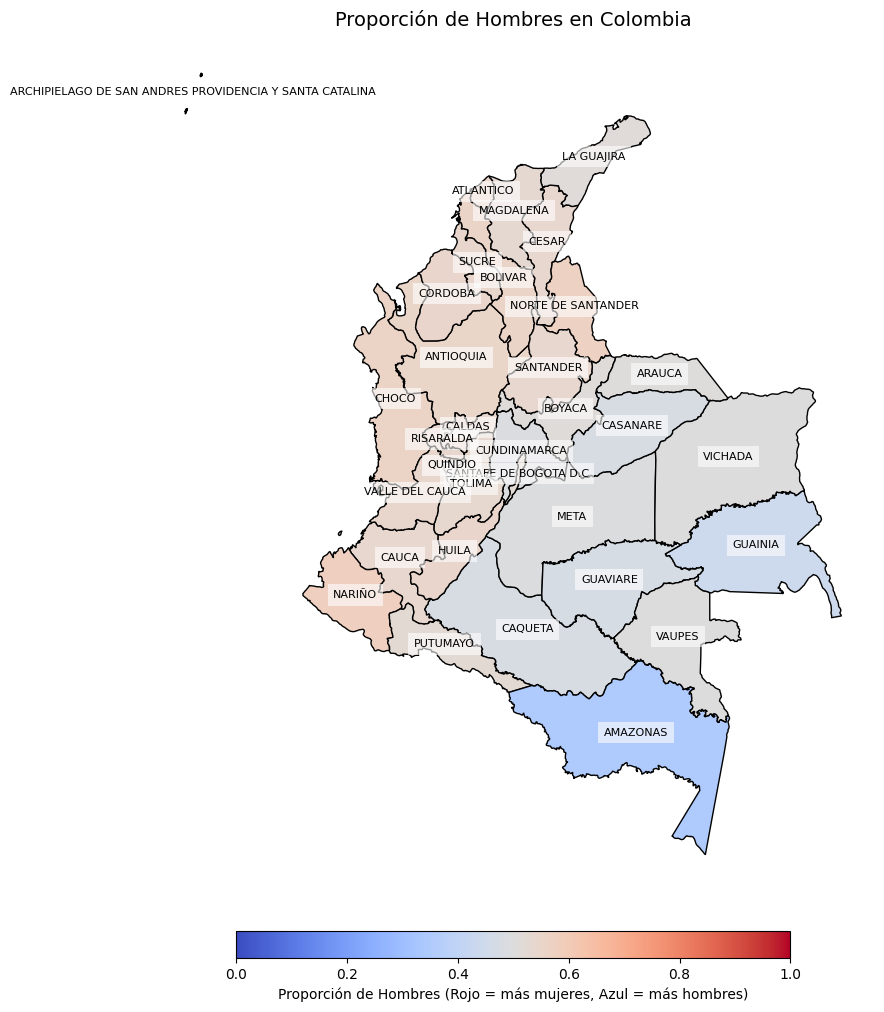 Proporción de Hombres en Colombia
ARCHIPIELAGO DE SAN ANDRES PROVIDENCIA Y SANTA CATALINA
LA GUAJIRA
ATLANTICO
MAGDALENA
CESAR
SUCRE
BOLIVAR
CORDOBA
NORTE DE SANTANDER
ANTIOQUIA
SANTANDER
ARAUCA
CHOCO
BOYACA
CALDAS
CASANARE
RISARALDA
CUNDINAMARCA
VICHADA
QUINDIO
SANTAFE DE BOGOTA D.C
TOLIMA
VALLE DEL CAUCA
META
GUAINIA
HUILA
CAUCA
GUAVIARE
NARIÑO
CAQUETA
VAUPES
PUTUMAYO
AMAZONAS
0.0 0.2 0.4 0.6 0.8 1.0
Proporción de Hombres (Rojo = más mujeres, Azul = más hombres)